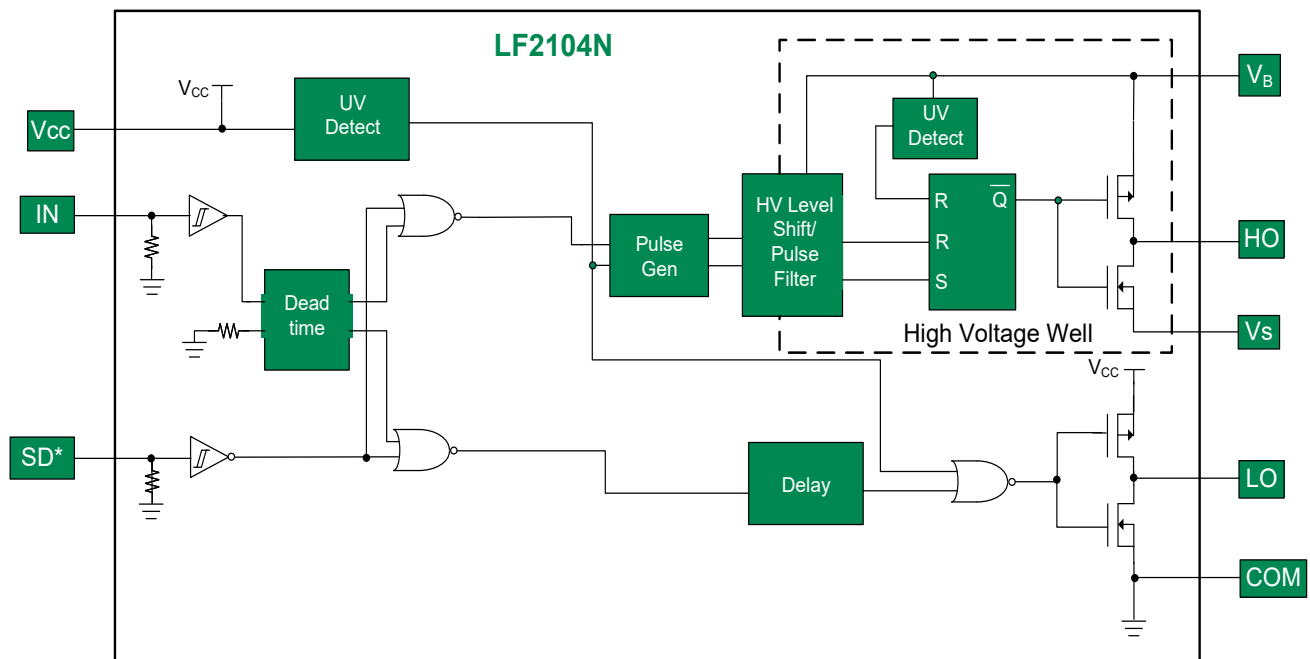 LF2104N
VCC
UV
Detect
Vcc
VB
UV
Detect
IN
HV Level
Shift/
Pulse
Filter
R
Q̅
R
S
HO
Pulse
Gen
Dead
time
High Voltage Well
Vs
VCC
SD*
Delay
LO
COM